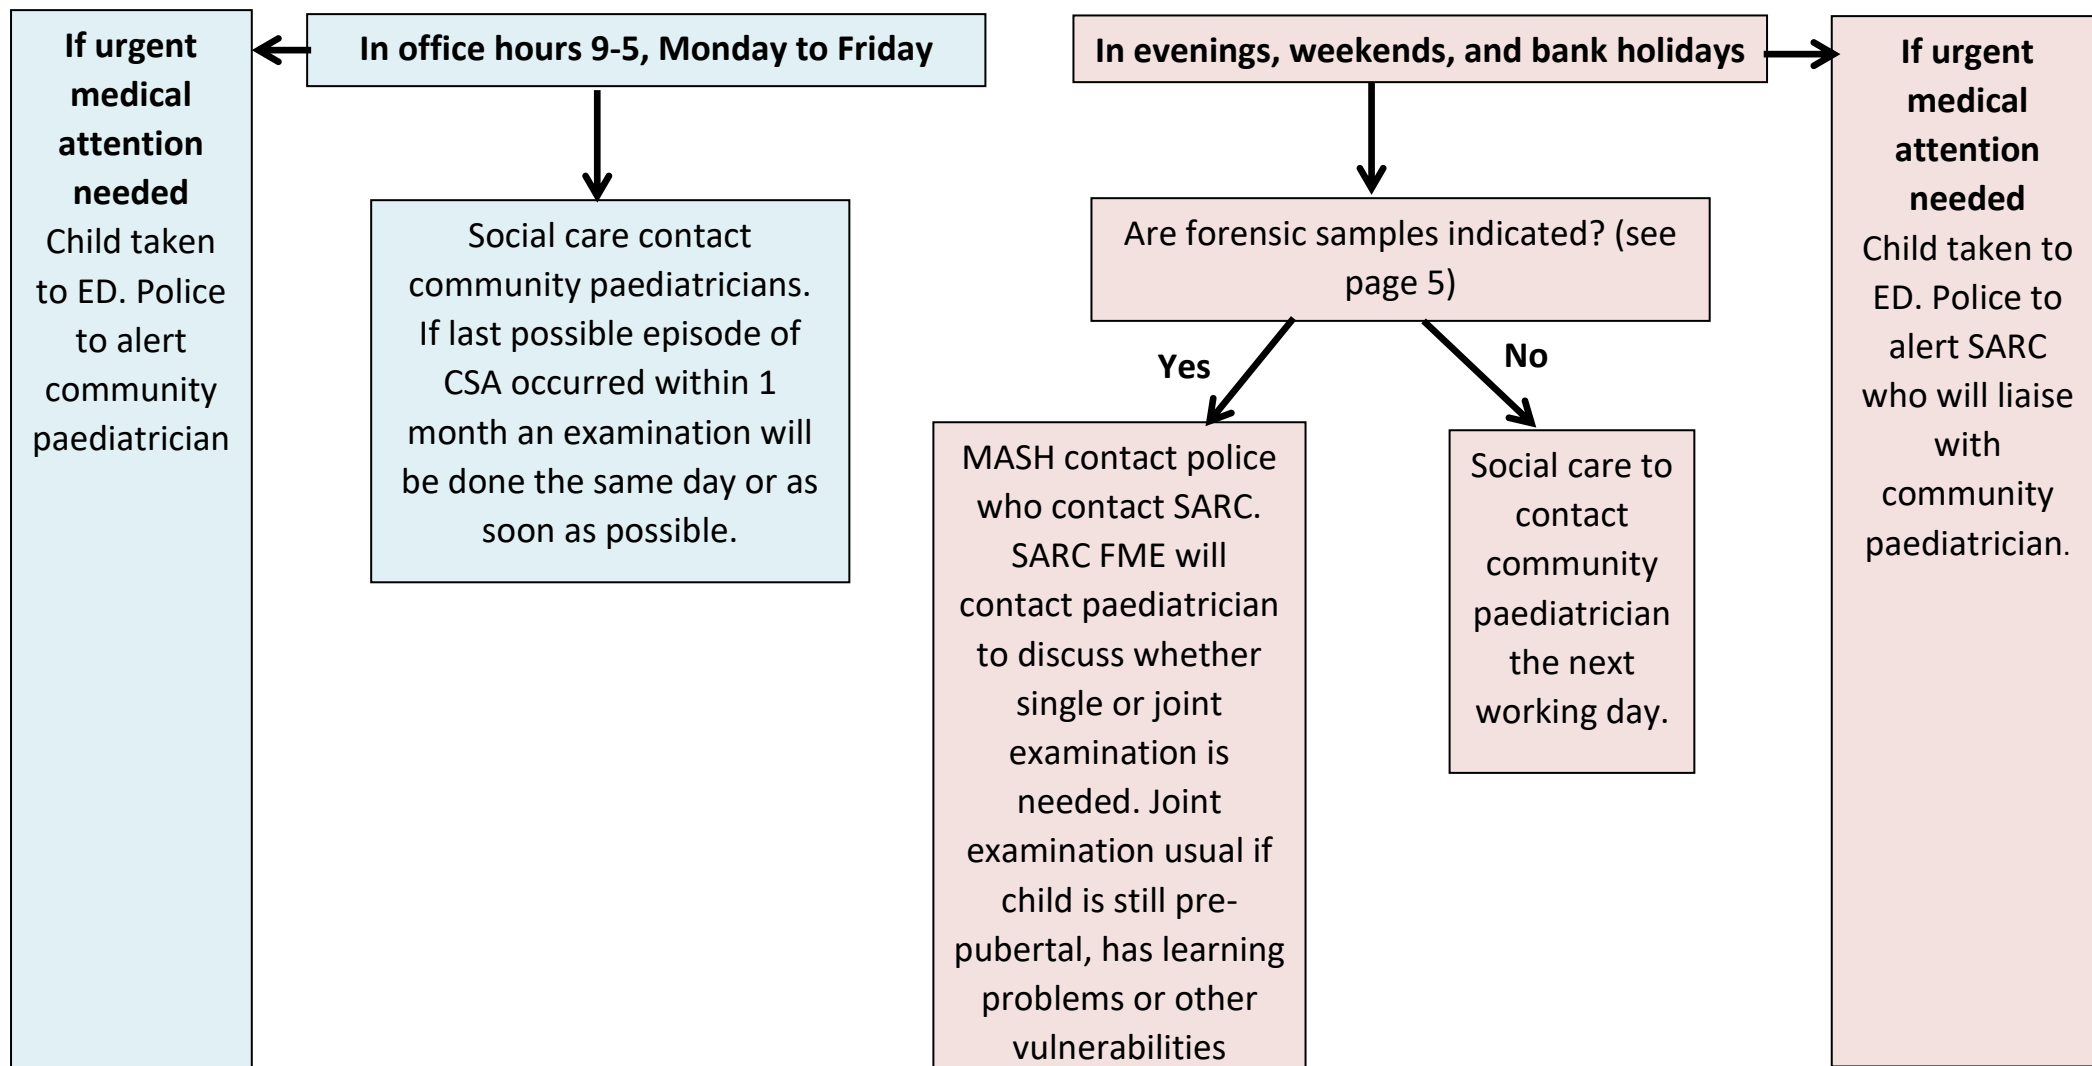 If urgent
medical
attention
needed
Child taken
to ED. Police
to alert
community
paediatrician
In office hours 9-5, Monday to Friday
Social care contact
community paediatricians.
If last possible episode of
CSA occurred within 1
month an examination will
be done the same day or as
soon as possible.
In evenings, weekends, and bank holidays
Are forensic samples indicated? (see
page 5)
Yes
No
MASH contact police
who contact SARC.
SARC FME will
contact paediatrician
to discuss whether
single or joint
examination is
needed. Joint
examination usual if
child is still pre-
pubertal, has learning
problems or other
vulnerabilities
Social care to
contact
community
paediatrician
the next
working day.
If urgent
medical
attention
needed
Child taken to
ED. Police to
alert SARC
who will liaise
with
community
paediatrician.